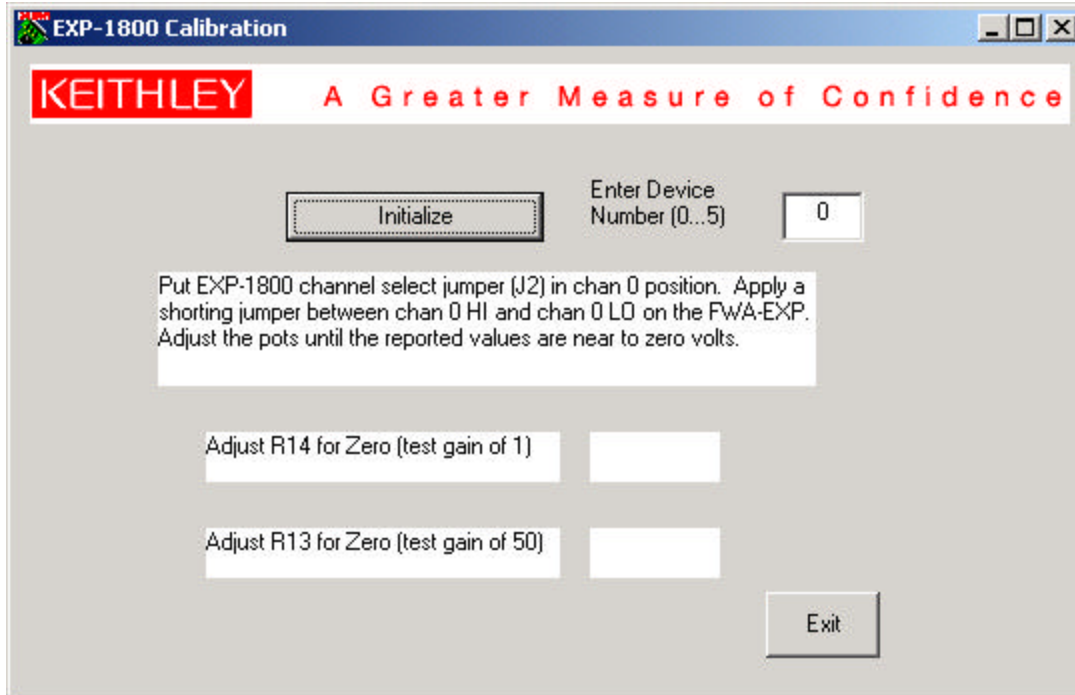 EXP-1800 Calibration
KEITHLEY A Greater Measure of Confidence
Initialize
Enter Device
Number (0...5)
0
Put EXP-1800 channel select jumper (J2) in chan 0 position. Apply a
shorting jumper between chan 0 HI and chan 0 LO on the FWA-EXP.
Adjust the pots until the reported values are near to zero volts.
Adjust R14 for Zero (test gain of 1)
Adjust R13 for Zero (test gain of 50)
Exit